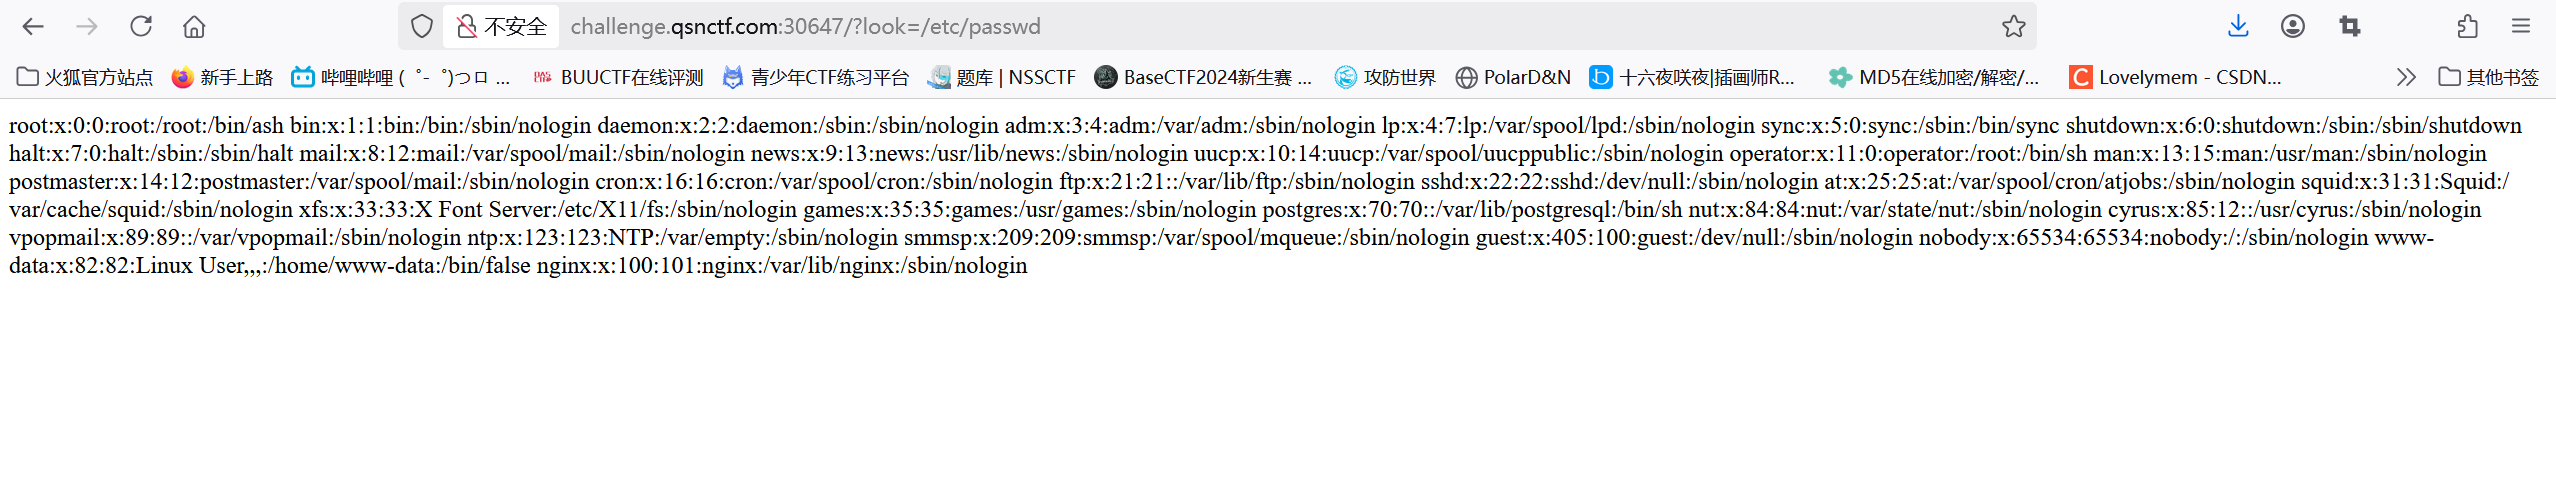 不安全 challenge.qsnctf.com:30647/?look=/etc/passwd
火狐官方站点 新手上路 哔哩哔哩 ( ゜- ゜)つロ ... BUUCTF在线评测 青少年CTF练习平台 题库 | NSSCTF BaseCTF2024新生赛 ... 攻防世界 PolarD&N 十六夜咲夜|插画师R... MD5在线加密/解密/... Lovelymem - CSDN... 其他书签
root:x:0:0:root:/root:/bin/ash bin:x:1:1:bin:/bin:/sbin/nologin daemon:x:2:2:daemon:/sbin:/sbin/nologin adm:x:3:4:adm:/var/adm:/sbin/nologin lp:x:4:7:lp:/var/spool/lpd:/sbin/nologin sync:x:5:0:sync:/sbin:/bin/sync shutdown:x:6:0:shutdown:/sbin:/sbin/shutdown
halt:x:7:0:halt:/sbin:/sbin/halt mail:x:8:12:mail:/var/spool/mail:/sbin/nologin news:x:9:13:news:/usr/lib/news:/sbin/nologin uucp:x:10:14:uucp:/var/spool/uucppublic:/sbin/nologin operator:x:11:0:operator:/root:/bin/sh man:x:13:15:man:/usr/man:/sbin/nologin
postmaster:x:14:12:postmaster:/var/spool/mail:/sbin/nologin cron:x:16:16:cron:/var/spool/cron:/sbin/nologin ftp:x:21:21::/var/lib/ftp:/sbin/nologin sshd:x:22:22:sshd:/dev/null:/sbin/nologin at:x:25:25:at:/var/spool/cron/atjobs:/sbin/nologin squid:x:31:31:Squid:/
var/cache/squid:/sbin/nologin xfs:x:33:33:X Font Server:/etc/X11/fs:/sbin/nologin games:x:35:35:games:/usr/games:/sbin/nologin postgres:x:70:70::/var/lib/postgresql:/bin/sh nut:x:84:84:nut:/var/state/nut:/sbin/nologin cyrus:x:85:12::/usr/cyrus:/sbin/nologin
vpopmail:x:89:89::/var/vpopmail:/sbin/nologin ntp:x:123:123:NTP:/var/empty:/sbin/nologin smmsp:x:209:209:smmsp:/var/spool/mqueue:/sbin/nologin guest:x:405:100:guest:/dev/null:/sbin/nologin nobody:x:65534:65534:nobody:/:/sbin/nologin www-
data:x:82:82:Linux User,,,:/home/www-data:/bin/false nginx:x:100:101:nginx:/var/lib/nginx:/sbin/nologin